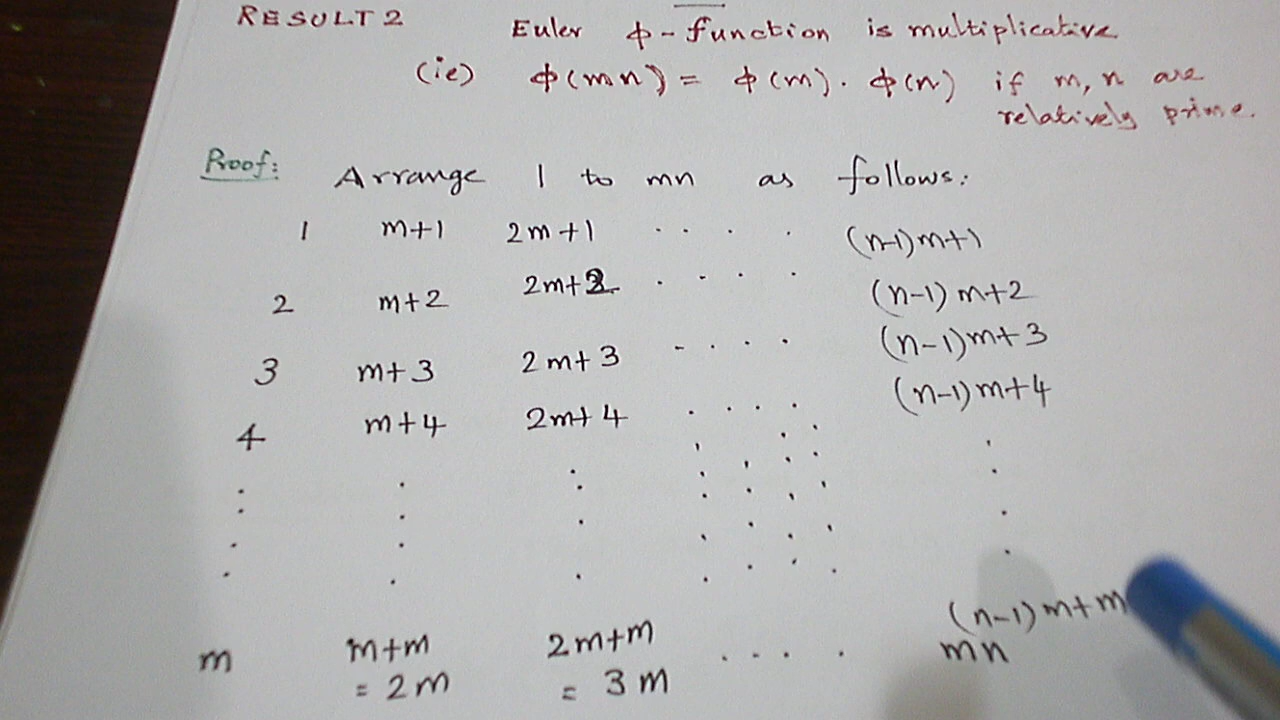 RESULT 2 Euler ϕ-function is multiplicative
(ie) ϕ(mn) = ϕ(m). ϕ(n) if m, n are
relatively prime.
Proof: Arrange 1 to mn as follows:
1 m+1 2m+1 . . . . (n-1)m+1
2 m+2 2m+2 . . . . (n-1)m+2
3 m+3 2m+3 - . . . (n-1)m+3
4 m+4 2m+4 . . . . (n-1)m+4
m m+m 2m+m . . . . (n-1)m+m
= 2m = 3m mn